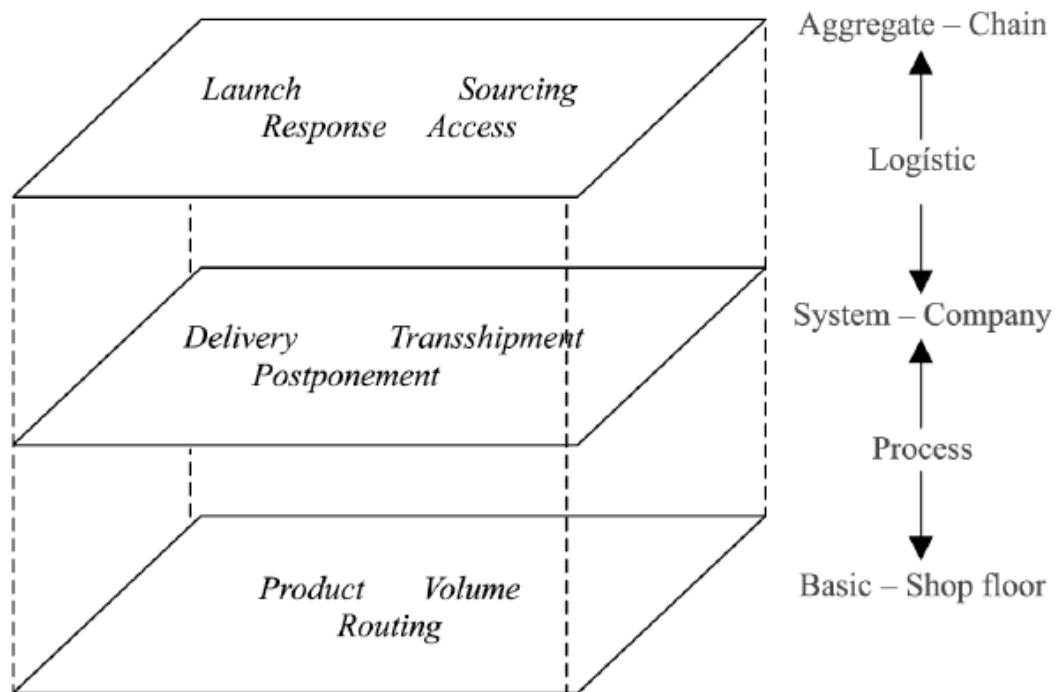 Aggregate – Chain
Launch Sourcing
Response Access
Logístic
System – Company
Delivery Transshipment
Postponement
Process
Product Volume
Basic – Shop floor
Routing